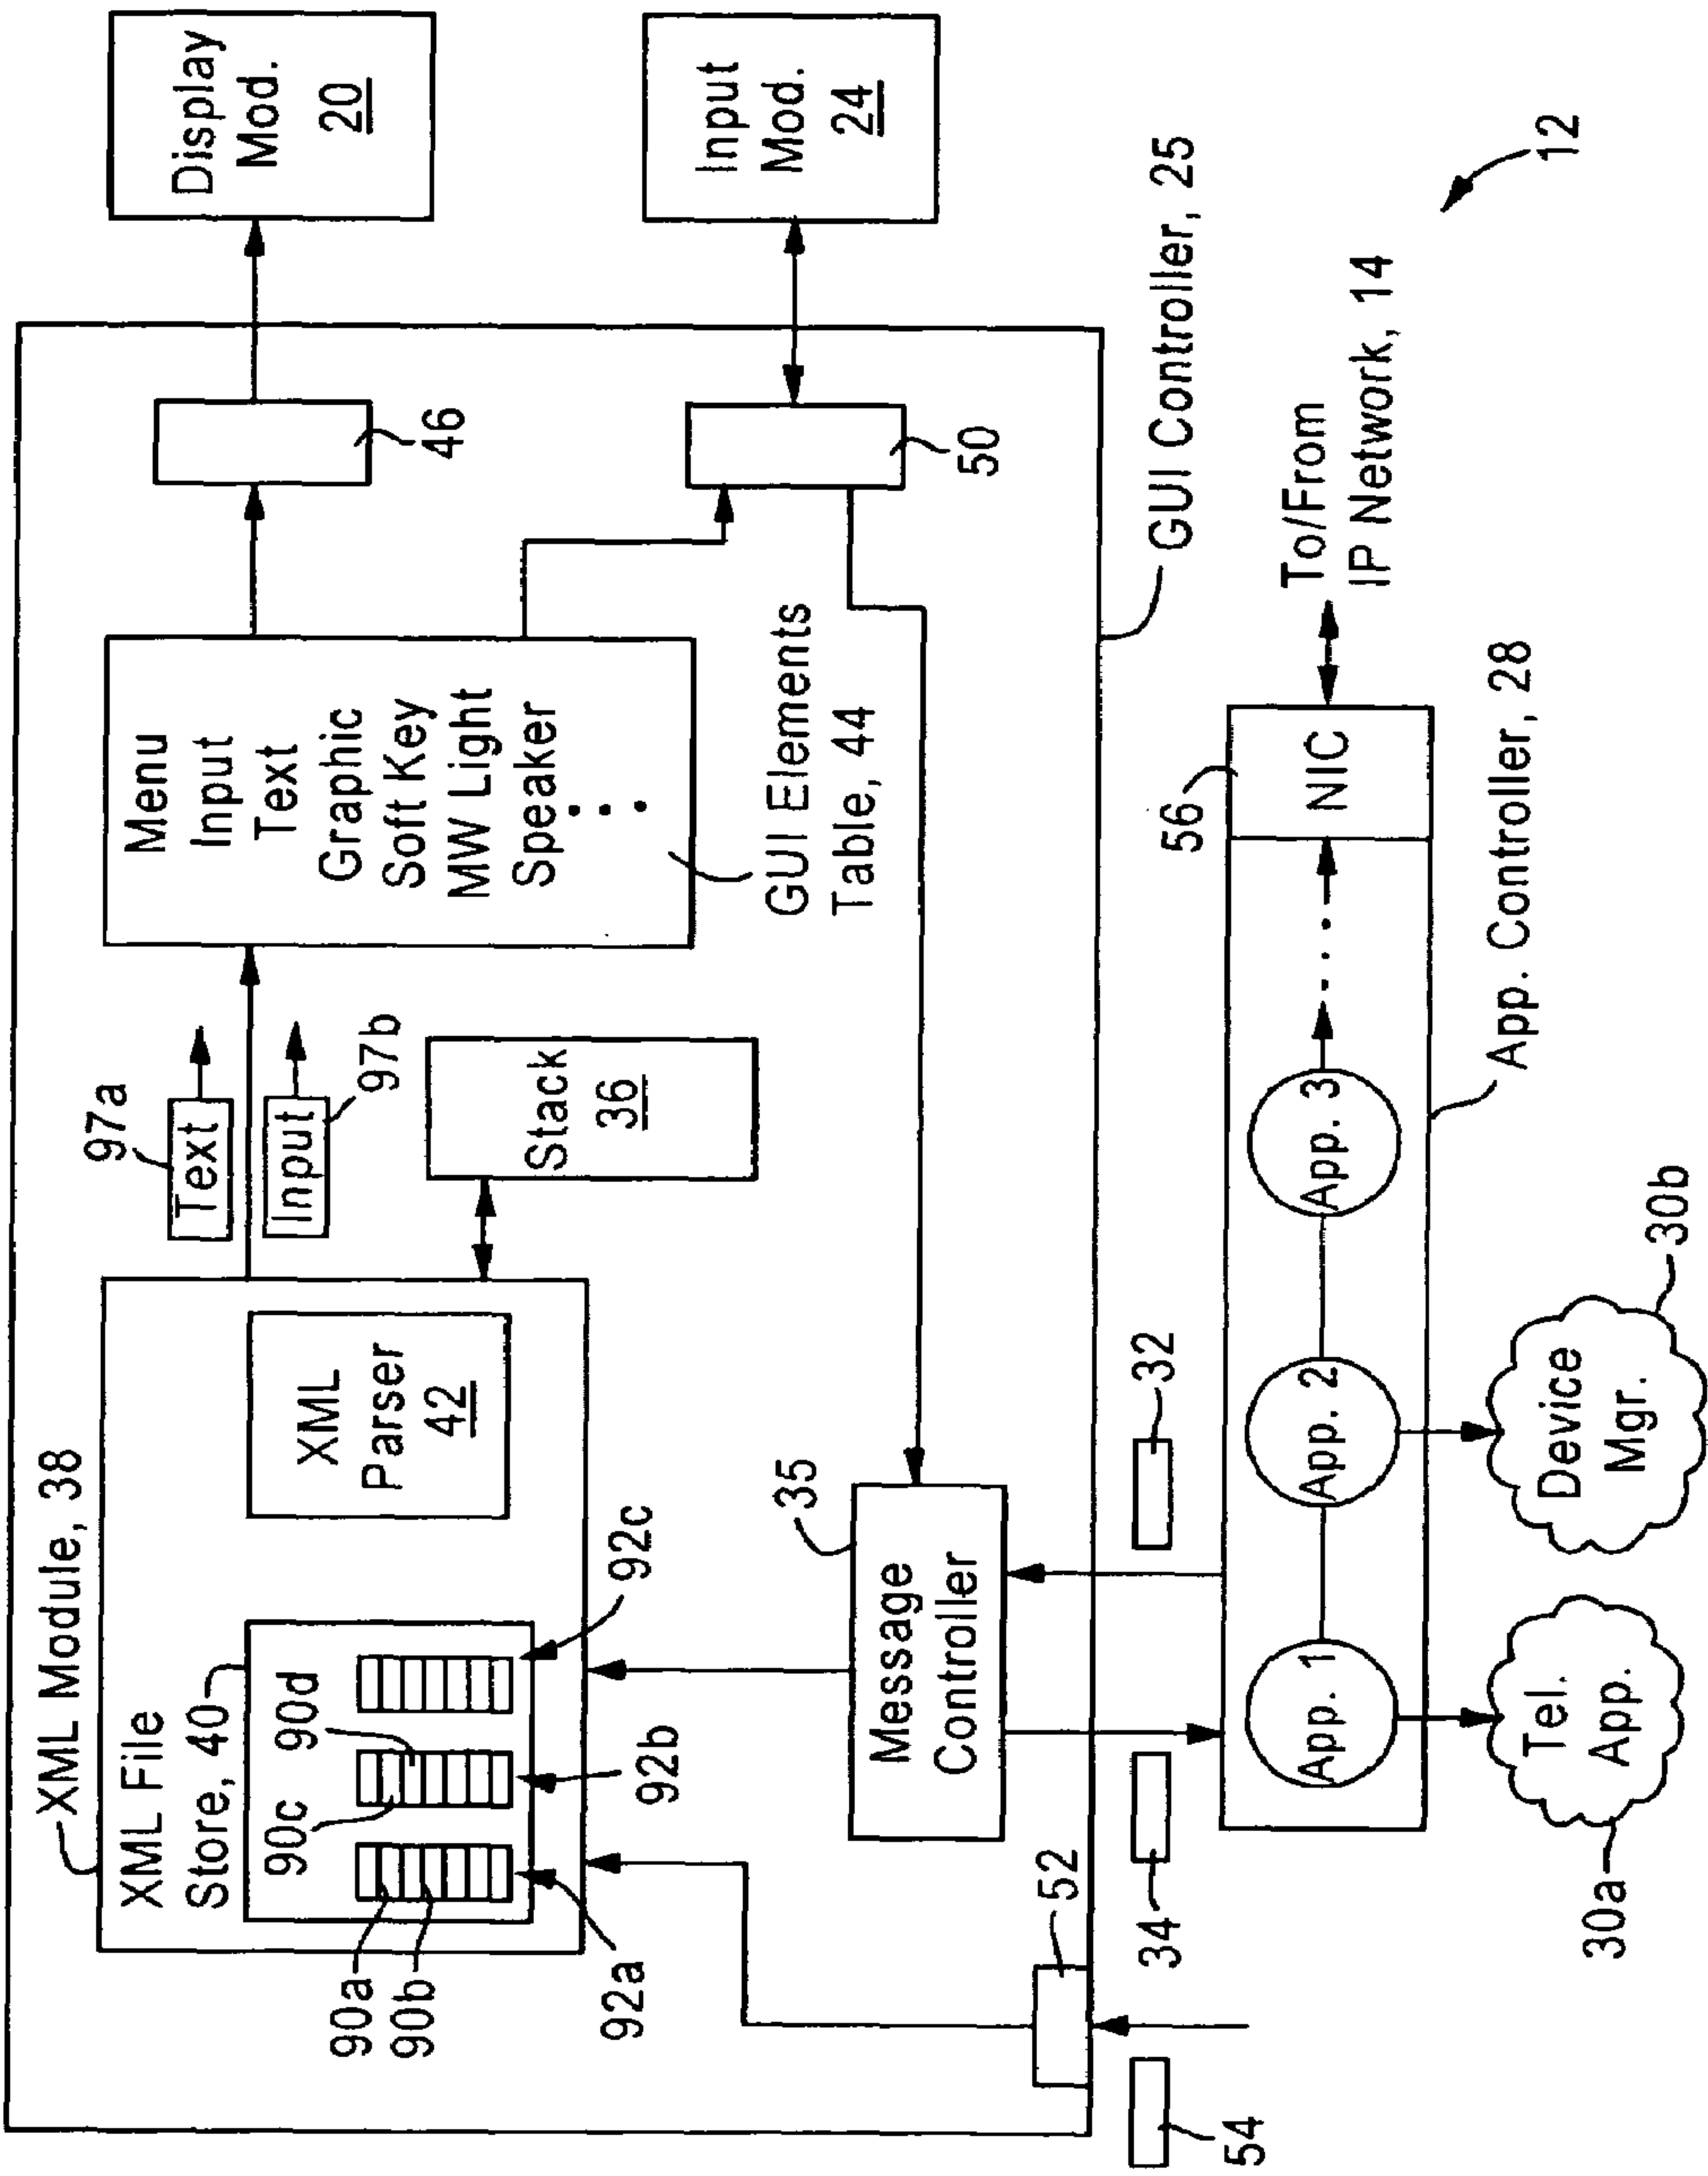 Display
Mod.
20
Input
Mod.
24
12
46
50
GUI Controller, 25
Menu
Input
Text
Graphic
Soft Key
MW Light
Speaker
GUI Elements
Table, 44
To/From
IP Network, 14
56
NIC
App. Controller, 28
97a
Text
Input
97b
Stack
36
XML Module, 38
XML File
Store, 40
XML
Parser
42
90c
90d
90a
90b
92a
92b
92c
35
Message
Controller
32
34
52
54
App. 1
App. 2
App. 3
Tel.
App.
30a
Device
Mgr.
30b